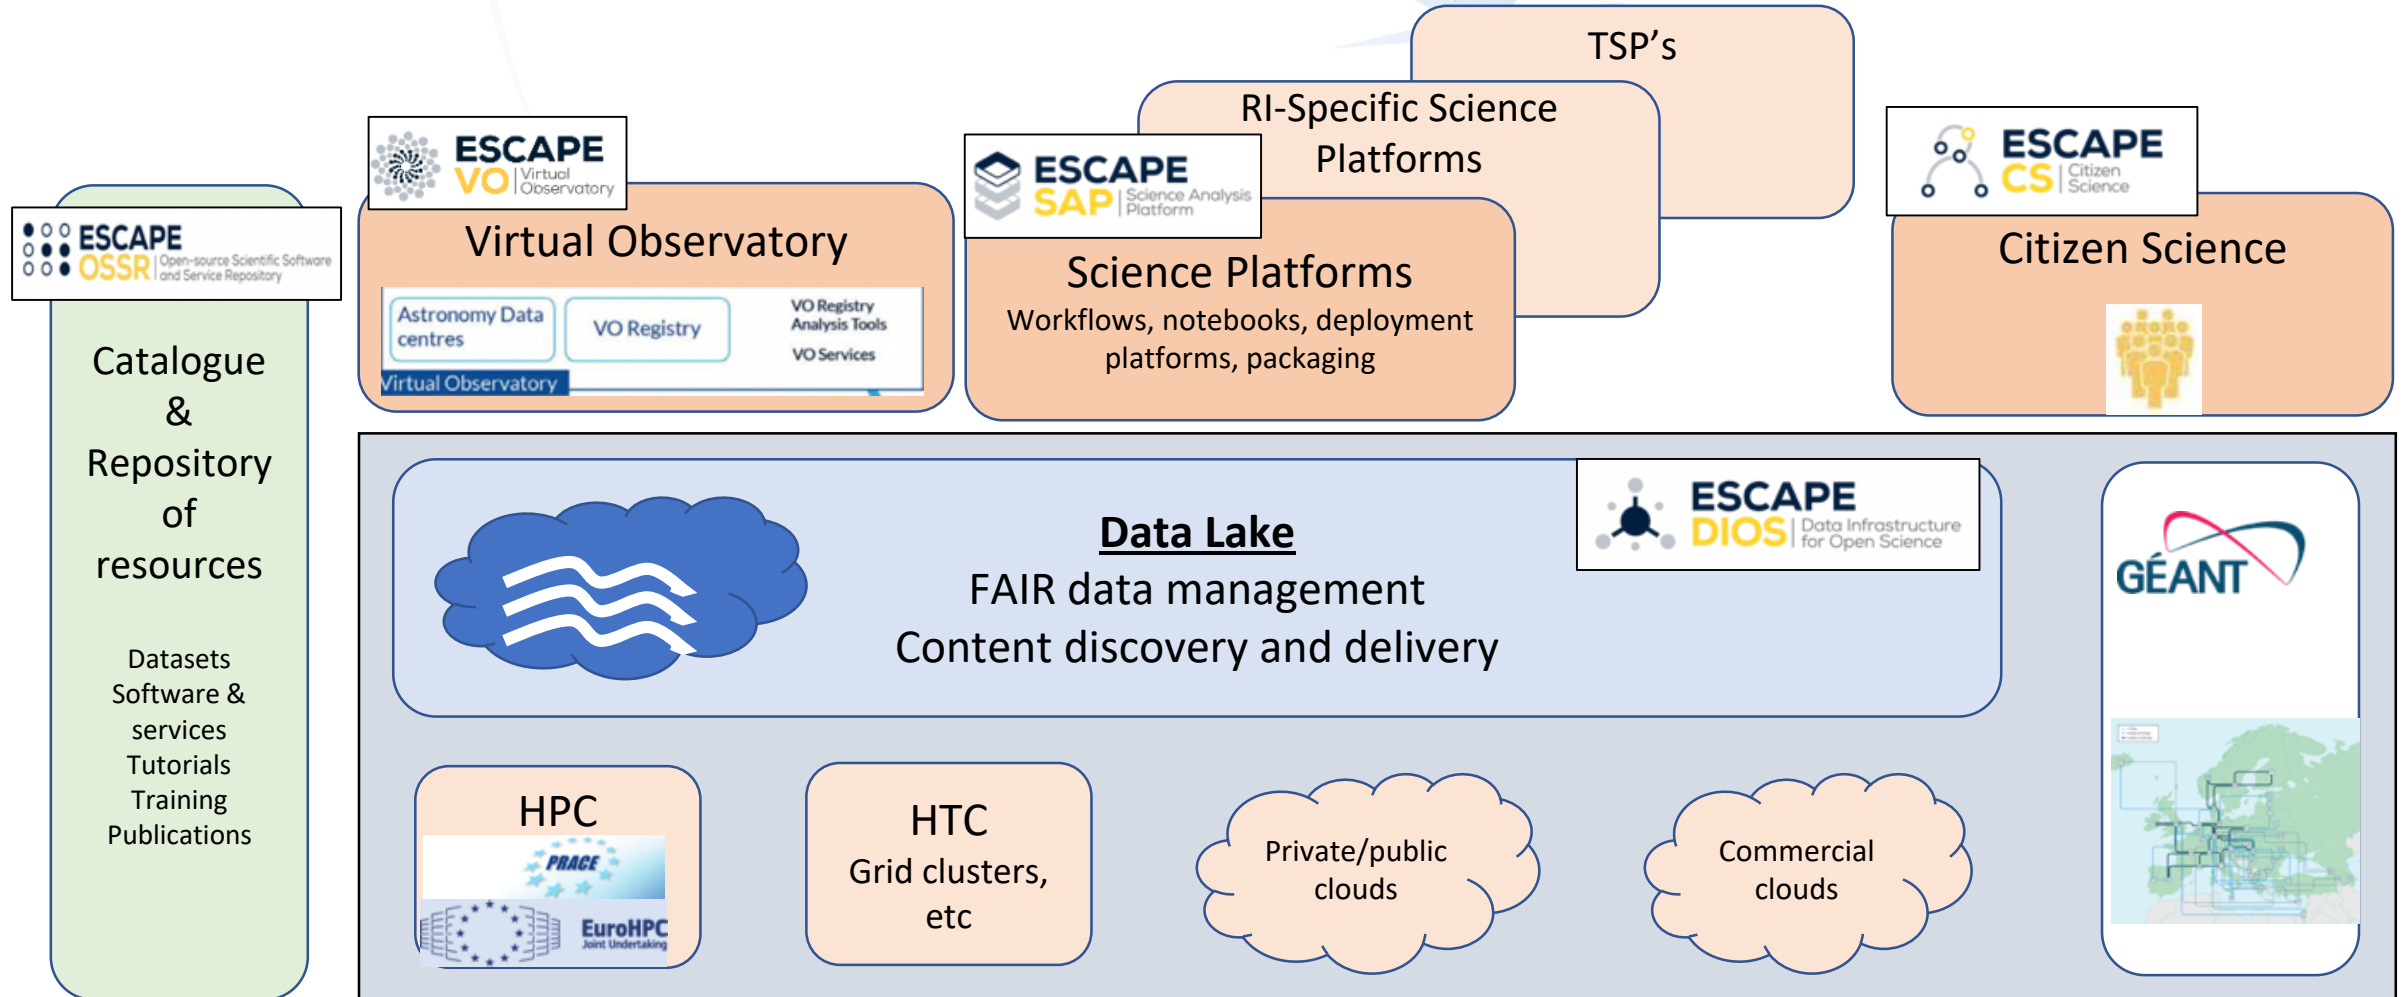 TSP’s
RI-Specific Science
Platforms
ESCAPE
VO | Virtual
Observatory
Virtual Observatory
Astronomy Data
centres
VO Registry
VO Registry
Analysis Tools
VO Services
Virtual Observatory
ESCAPE
SAP | Science Analysis
Platform
Science Platforms
Workflows, notebooks, deployment
platforms, packaging
ESCAPE
CS | Citizen
Science
Citizen Science
ESCAPE
OSSR | Open-source Scientific Software
and Service Repository
Catalogue
&
Repository
of
resources
Datasets
Software &
services
Tutorials
Training
Publications
Data Lake
FAIR data management
Content discovery and delivery
ESCAPE
DIOS | Data Infrastructure
for Open Science
GÉANT
HPC
PRACE
EuroHPC
Joint Undertaking
HTC
Grid clusters,
etc
Private/public
clouds
Commercial
clouds